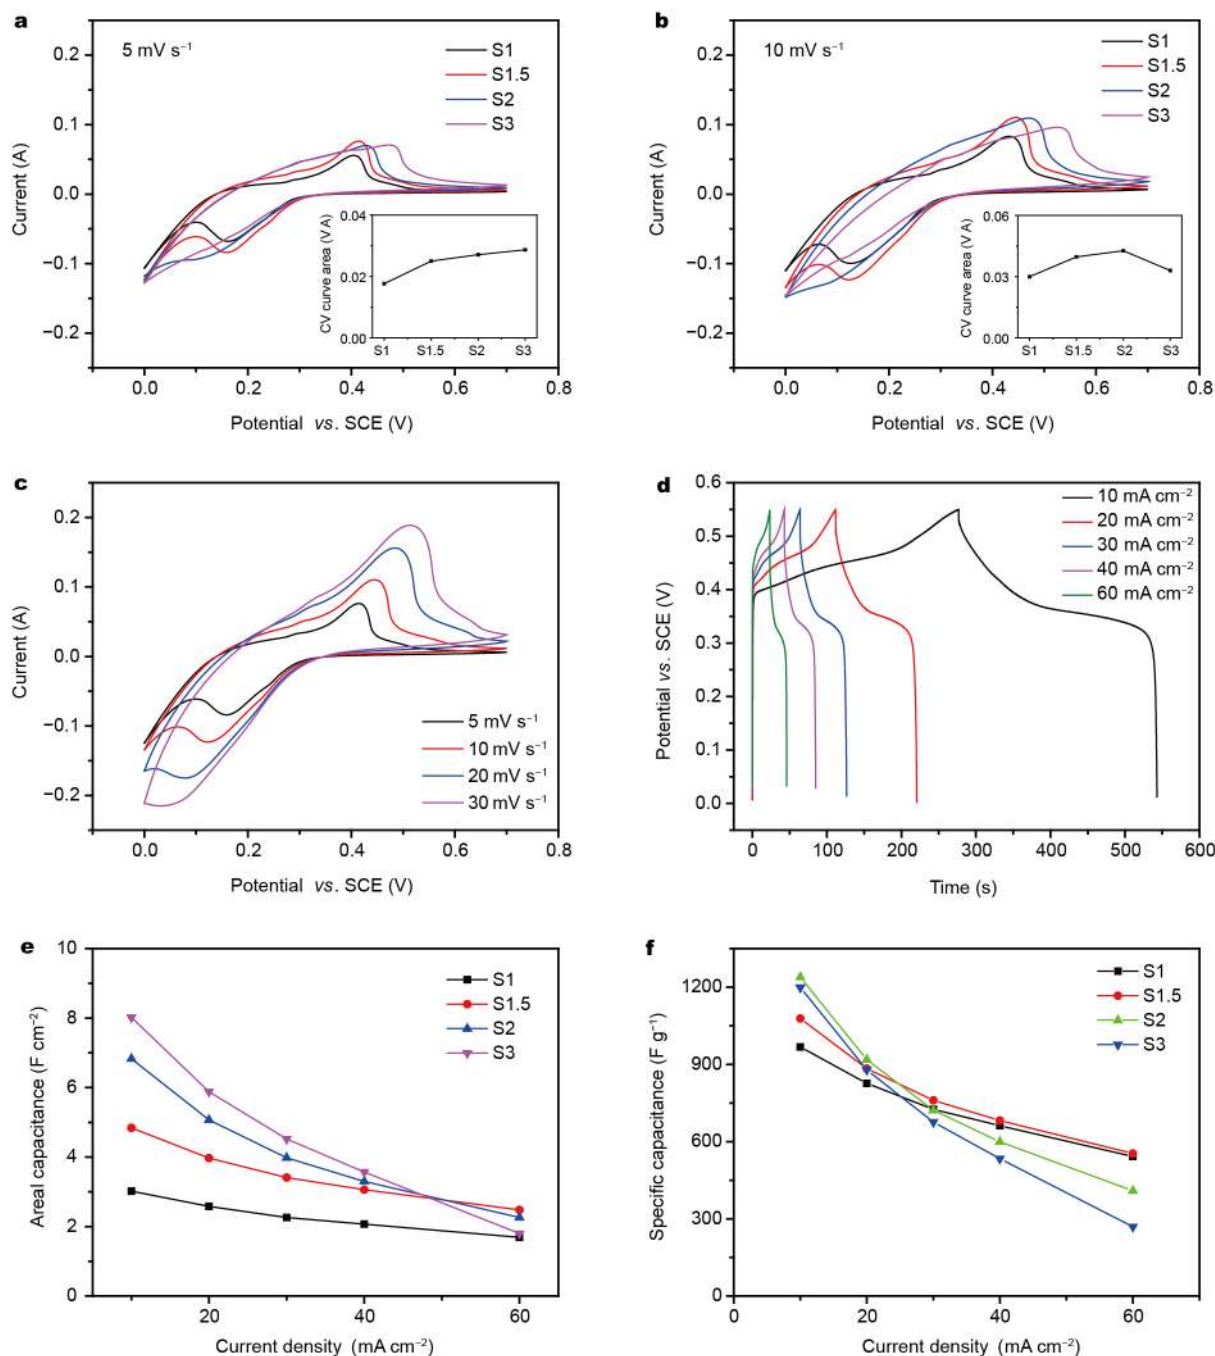 a
5 mV s⁻¹
S1
S1.5
S2
S3
0.2
0.1
0.0
−0.1
−0.2
Current (A)
0.0 0.2 0.4 0.6 0.8
Potential vs. SCE (V)
CV curve area (V A)
0.04
0.02
0.00
S1 S1.5 S2 S3
b
10 mV s⁻¹
S1
S1.5
S2
S3
0.2
0.1
0.0
−0.1
−0.2
Current (A)
0.0 0.2 0.4 0.6 0.8
Potential vs. SCE (V)
CV curve area (V A)
0.06
0.03
0.00
S1 S1.5 S2 S3
c
0.2
0.1
0.0
−0.1
−0.2
Current (A)
5 mV s⁻¹
10 mV s⁻¹
20 mV s⁻¹
30 mV s⁻¹
0.0 0.2 0.4 0.6 0.8
Potential vs. SCE (V)
d
0.6
0.5
0.4
0.3
0.2
0.1
0.0
Potential vs. SCE (V)
10 mA cm⁻²
20 mA cm⁻²
30 mA cm⁻²
40 mA cm⁻²
60 mA cm⁻²
0 100 200 300 400 500 600
Time (s)
e
10
8
6
4
2
0
Areal capacitance (F cm⁻²)
S1
S1.5
S2
S3
20 40 60
Current density (mA cm⁻²)
f
1200
900
600
300
0
Specific capacitance (F g⁻¹)
S1
S1.5
S2
S3
0 20 40 60
Current density (mA cm⁻²)